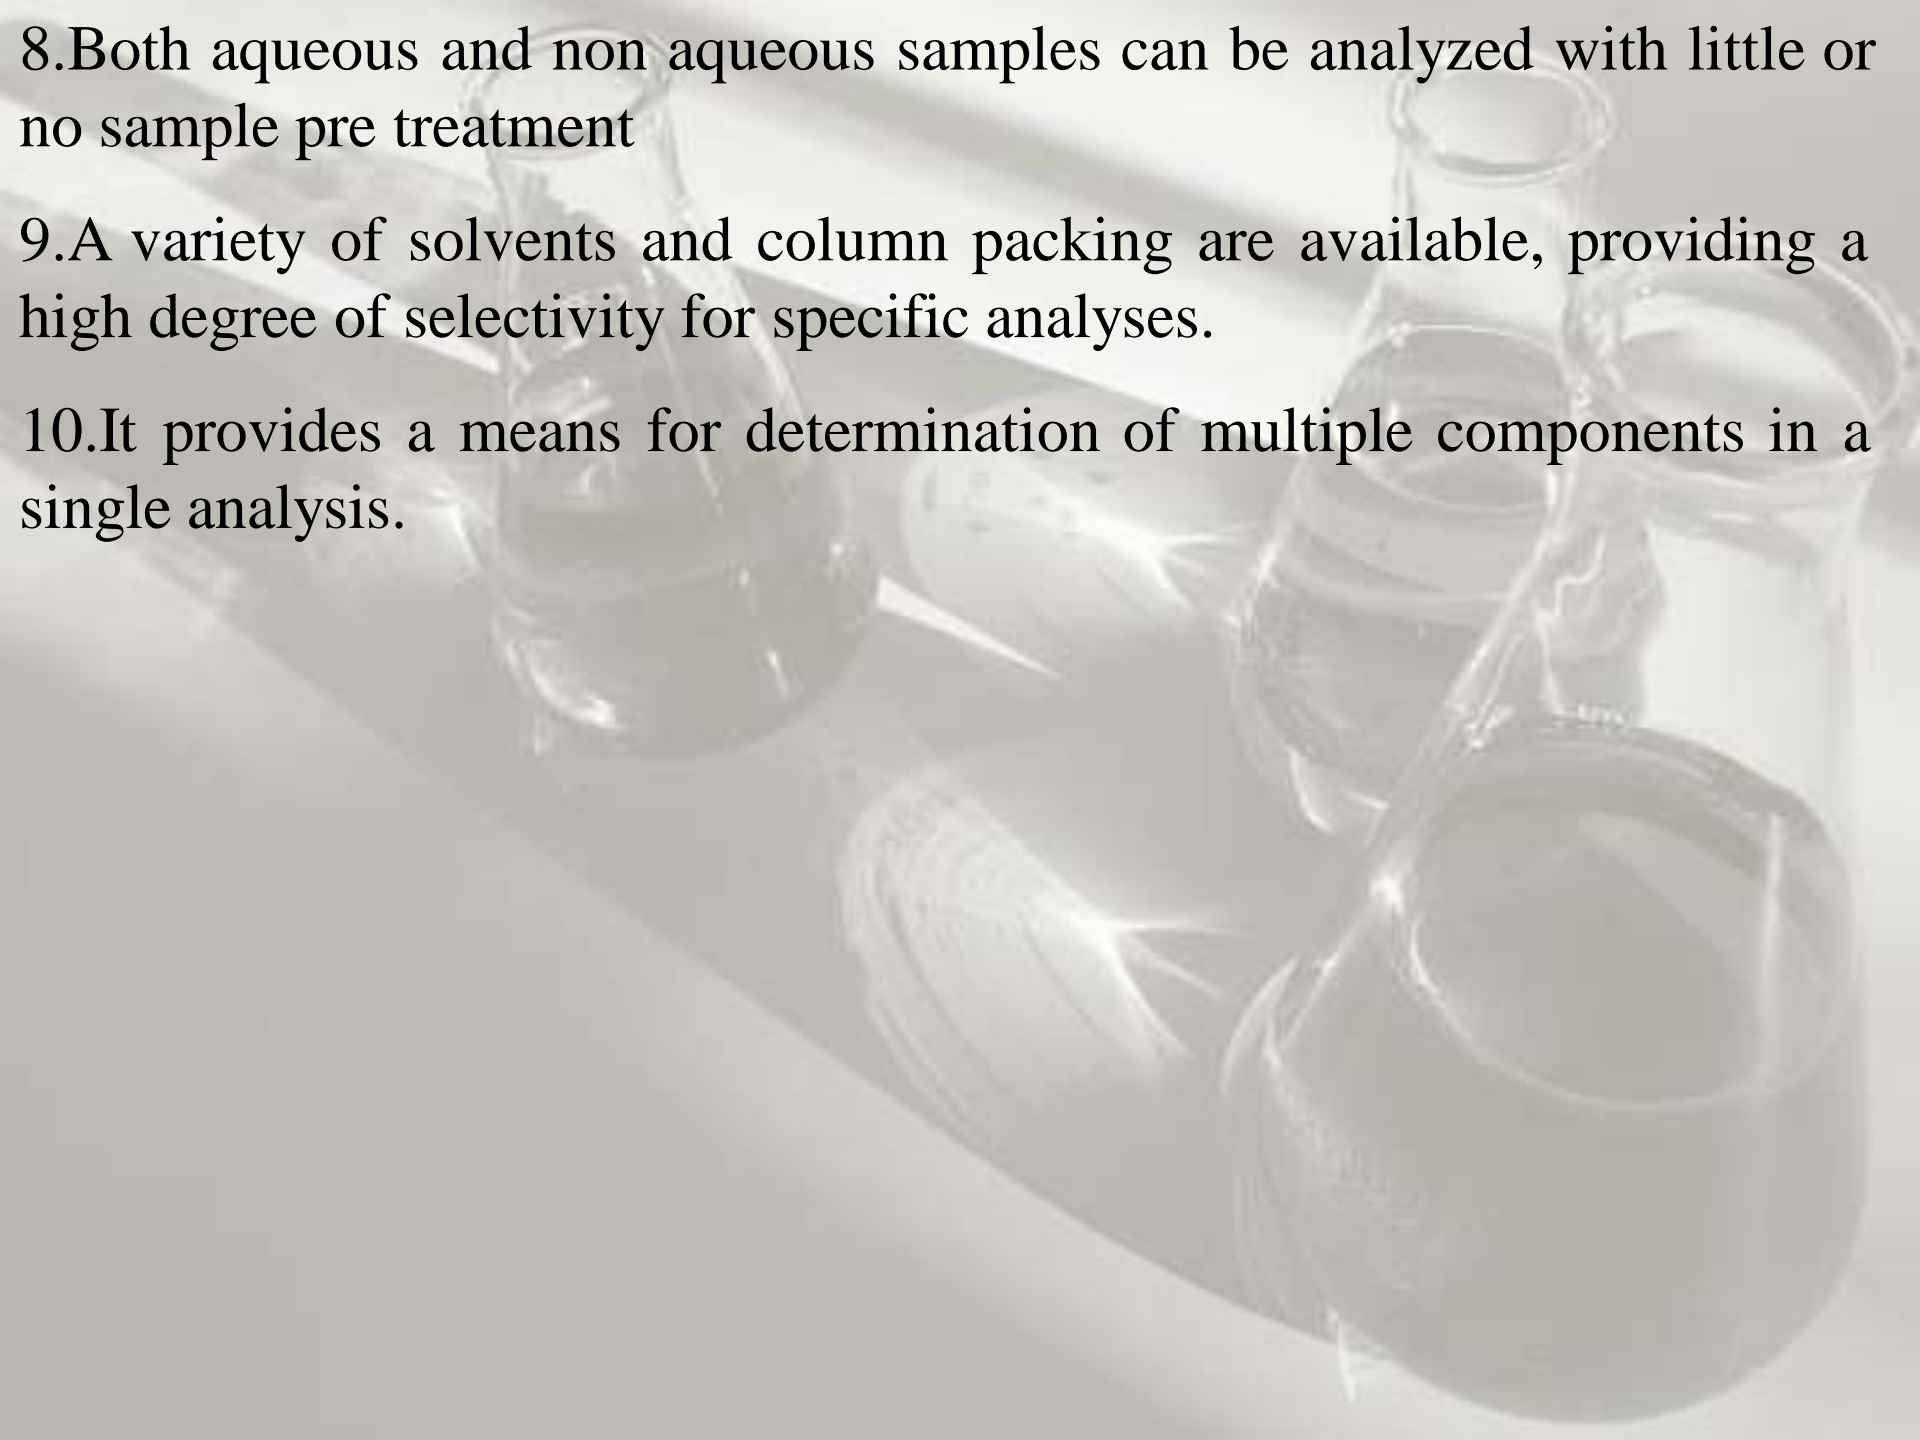 8.Both aqueous and non aqueous samples can be analyzed with little or
no sample pre treatment
9.A variety of solvents and column packing are available, providing a
high degree of selectivity for specific analyses.
10.It provides a means for determination of multiple components in a
single analysis.